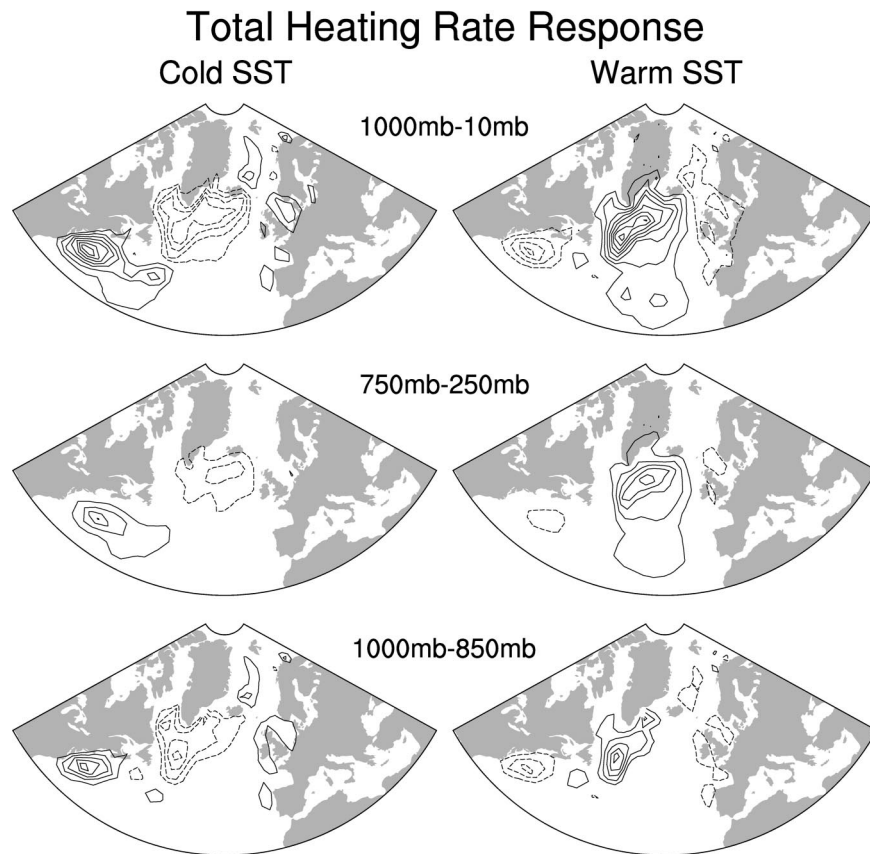 Total Heating Rate Response
Cold SST
Warm SST
1000mb-10mb
750mb-250mb
1000mb-850mb